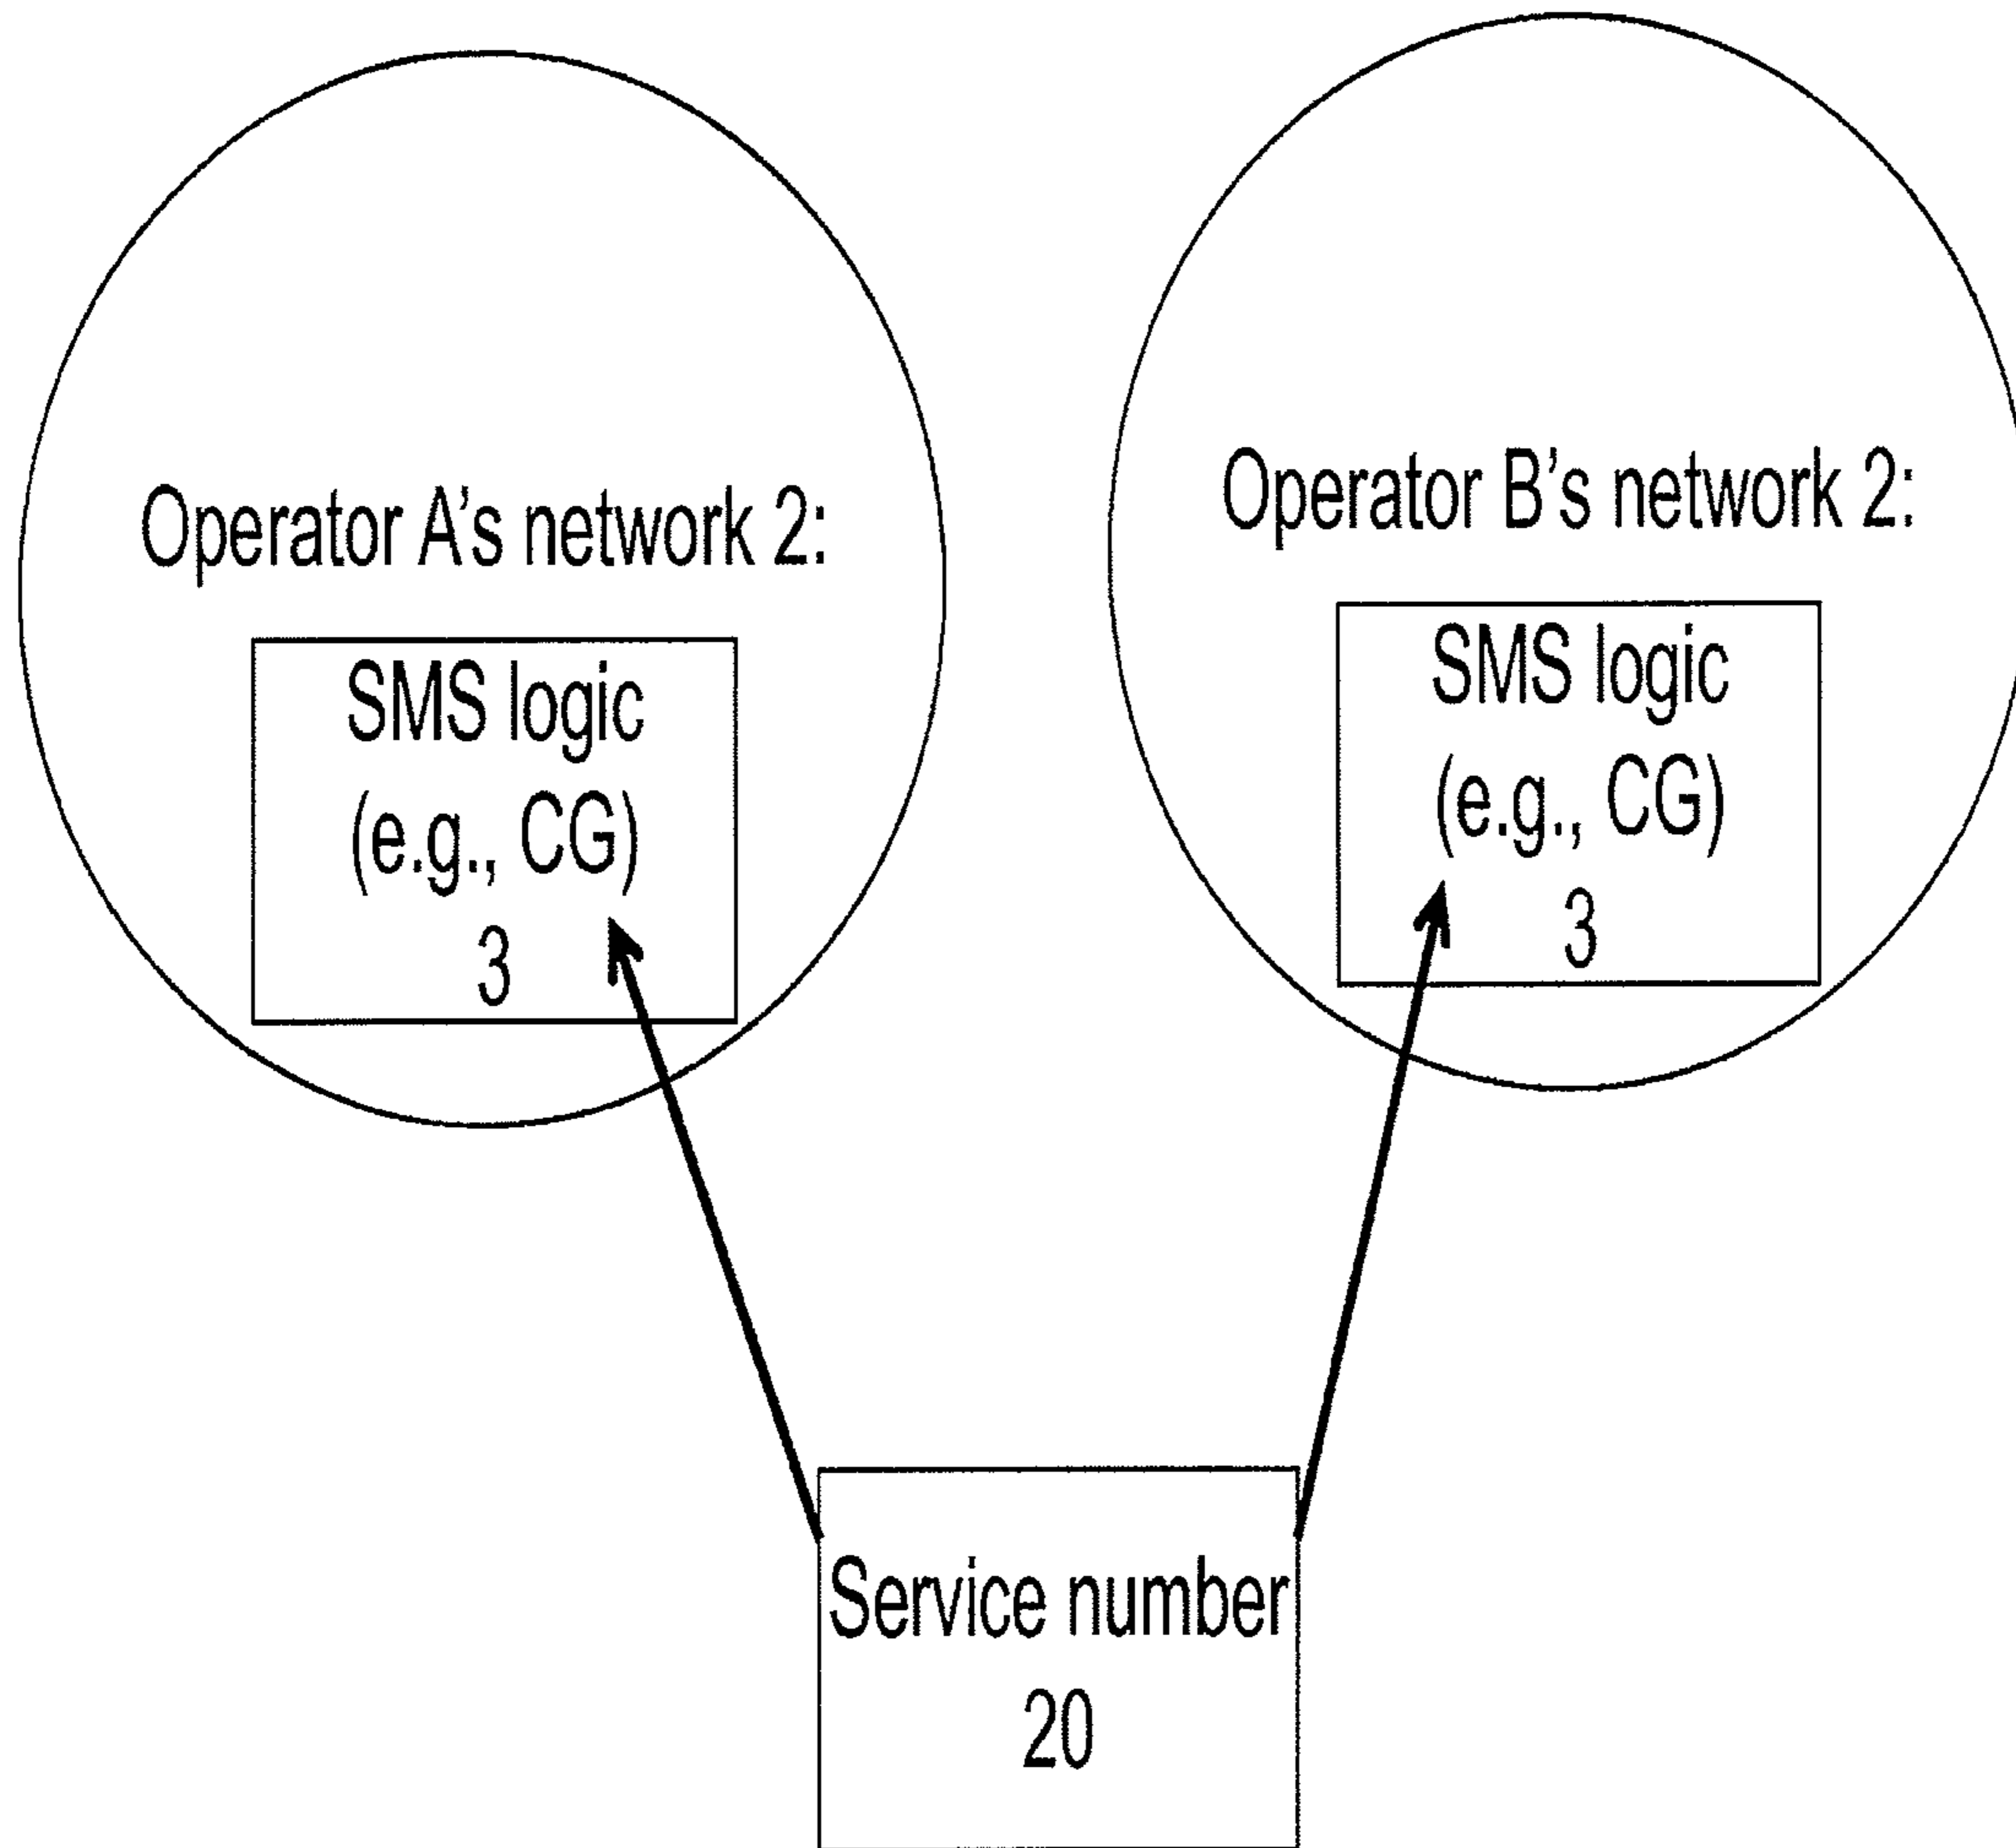 Operator A's network 2:
SMS logic
(e.g., CG)
3
Operator B's network 2:
SMS logic
(e.g., CG)
3
Service number
20